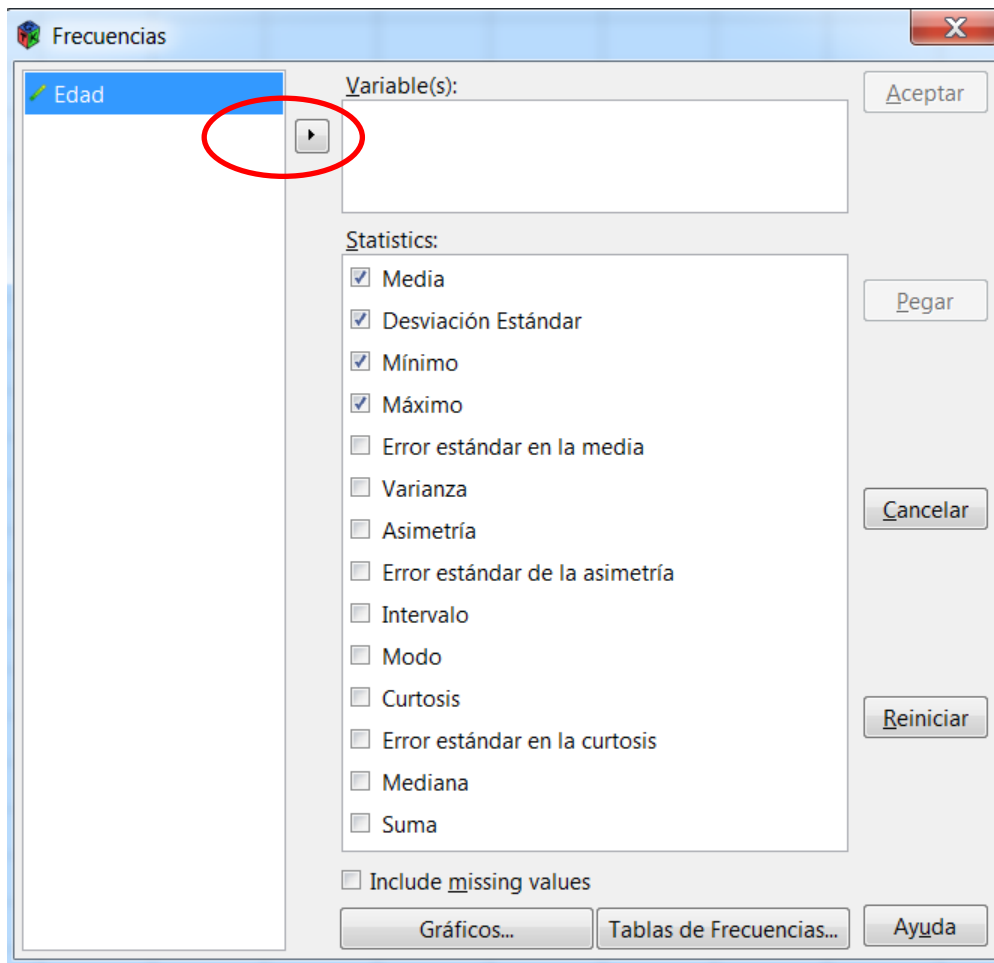 Frecuencias
X
Edad
Variable(s):
Aceptar
Statistics:
Media
Desviación Estándar
Mínimo
Máximo
Error estándar en la media
Varianza
Asimetría
Error estándar de la asimetría
Intervalo
Modo
Curtosis
Error estándar en la curtosis
Mediana
Suma
Pegar
Cancelar
Reiniciar
Include missing values
Gráficos...
Tablas de Frecuencias...
Ayuda